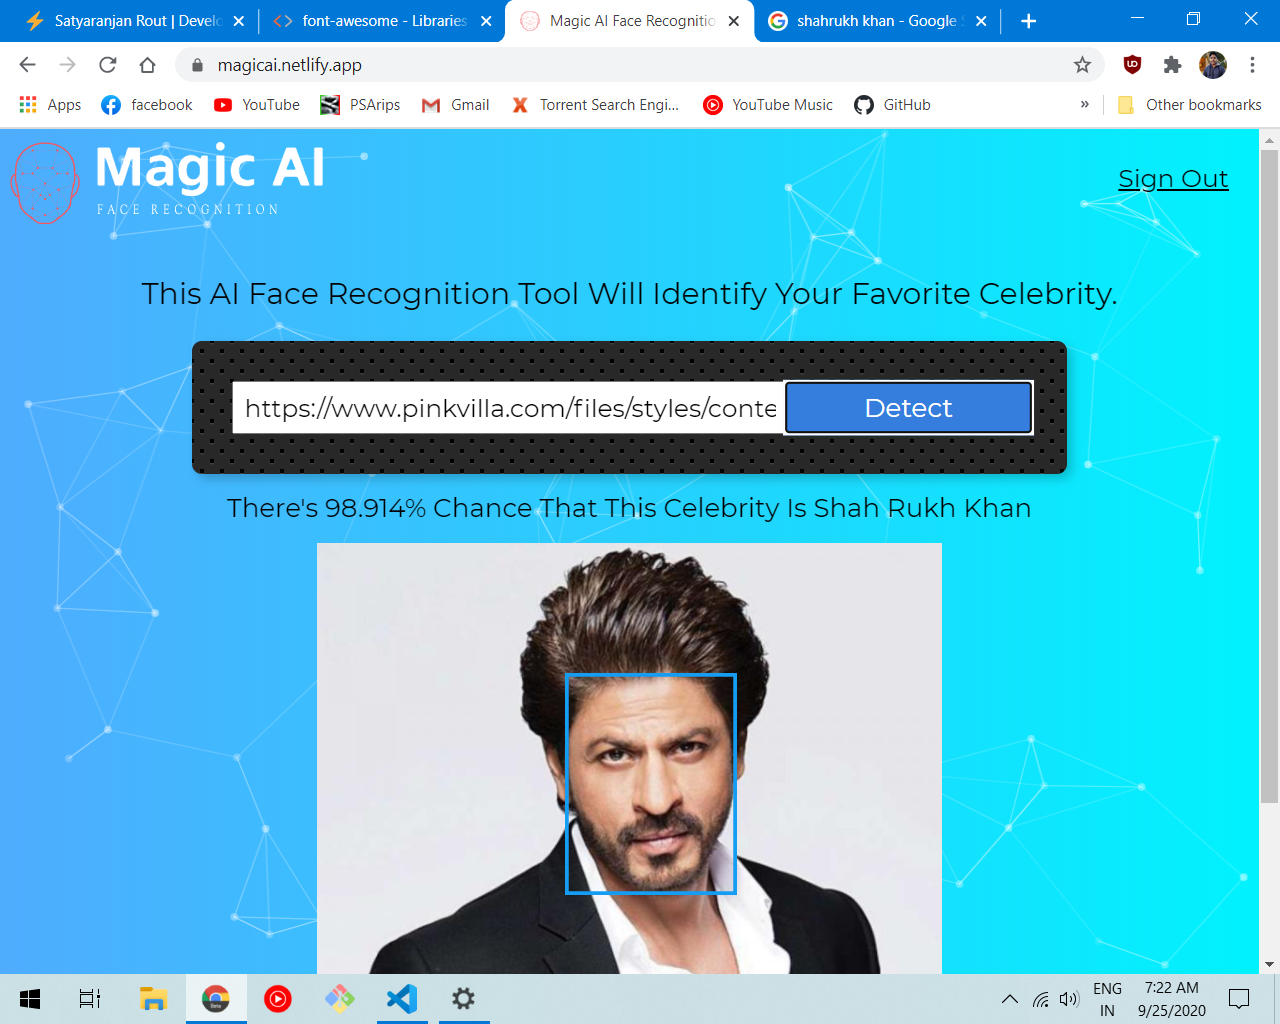 Satyaranjan Rout | Develo
font-awesome - Libraries
Magic AI Face Recognitio
shahrukh khan - Google S
magicai.netlify.app
Apps
facebook
YouTube
PSArips
Gmail
Torrent Search Engi...
YouTube Music
GitHub
»
Other bookmarks
Magic AI
FACE RECOGNITION
Sign Out
This AI Face Recognition Tool Will Identify Your Favorite Celebrity.
https://www.pinkvilla.com/files/styles/conte
Detect
There's 98.914% Chance That This Celebrity Is Shah Rukh Khan
ENG
IN
7:22 AM
9/25/2020